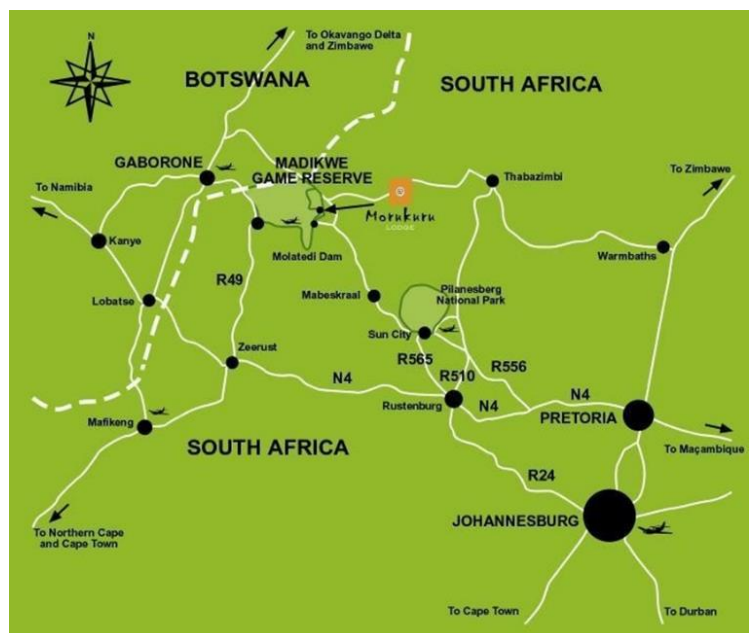 N
To Okavango Delta
and Zimbawe
BOTSWANA
SOUTH AFRICA
GABORONE
MADIKWE
GAME RESERVE
To Zimbawe
Thabazimbi
To Namibia
Morukuru
LODGE
Kanye
Molatedi Dam
Warmbaths
R49
Pilanesberg
National Park
Lobatse
Mabeskraal
Sun City
Zeerust
R565
R556
R510
N4
N4
Rustenburg
N4
PRETORIA
Mafikeng
SOUTH AFRICA
To Maçambique
R24
JOHANNESBURG
To Northern Cape
and Cape Town
To Cape Town
To Durban